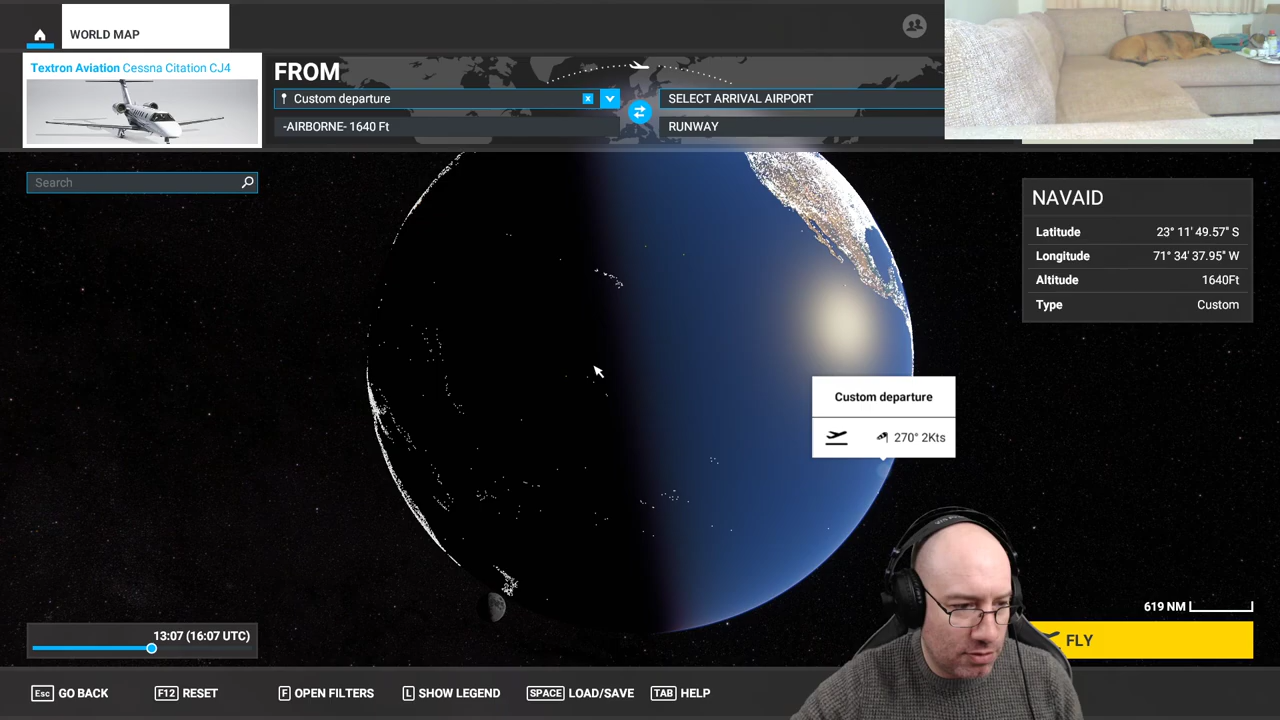 WORLD MAP
Textron Aviation Cessna Citation CJ4
FROM
Custom departure
-AIRBORNE- 1640 Ft
SELECT ARRIVAL AIRPORT
RUNWAY
Search
NAVAID
Latitude 23° 11' 49.57" S
Longitude 71° 34' 37.95" W
Altitude 1640Ft
Type Custom
Custom departure
270° 2Kts
619 NM
13:07 (16:07 UTC)
FLY
Esc GO BACK
F12 RESET
F OPEN FILTERS
L SHOW LEGEND
SPACE LOAD/SAVE
TAB HELP